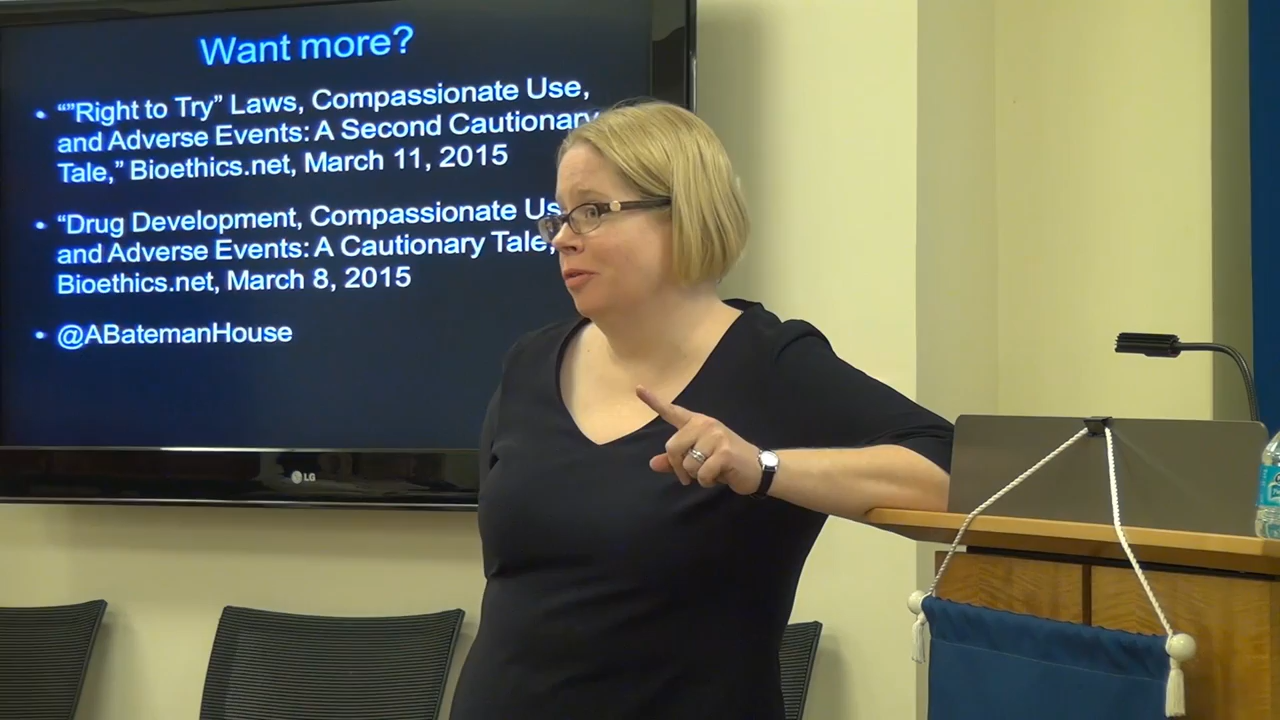 Want more?
• “”Right to Try” Laws, Compassionate Use,
and Adverse Events: A Second Cautionary
Tale,” Bioethics.net, March 11, 2015
• “Drug Development, Compassionate Us
and Adverse Events: A Cautionary Tale,
Bioethics.net, March 8, 2015
• @ABatemanHouse
LG